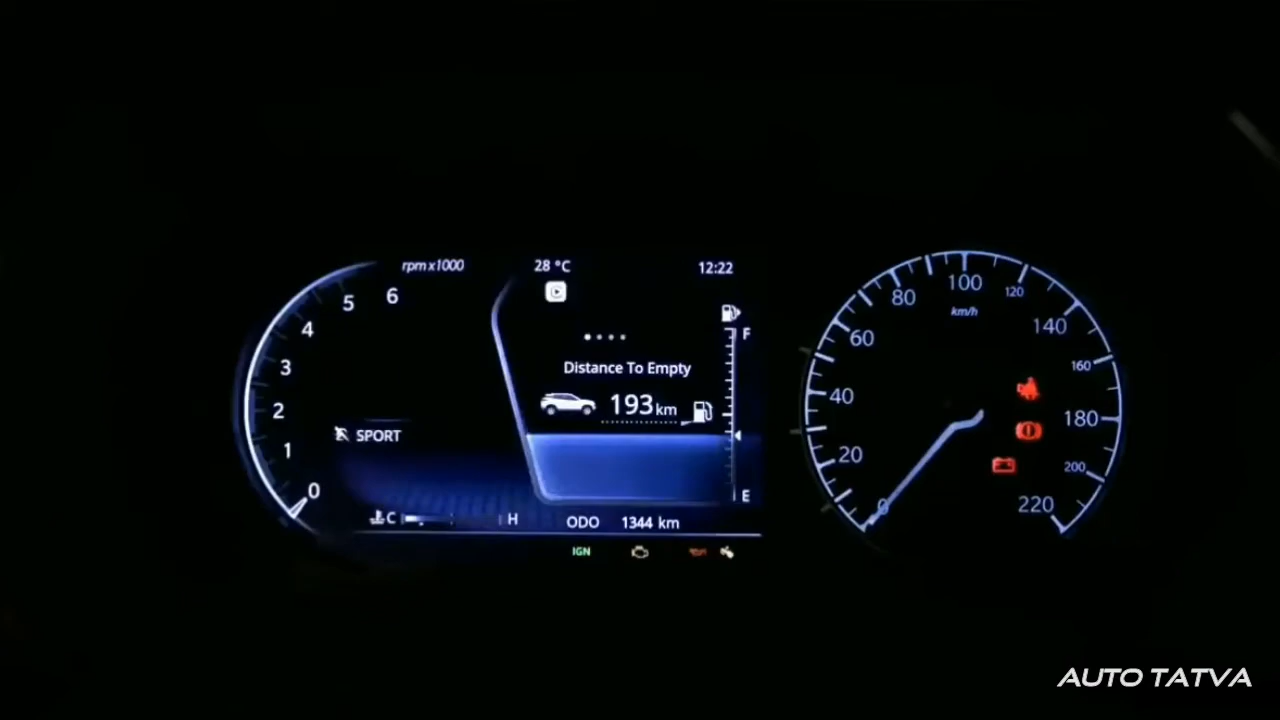 rpm x1000
6
5
4
3
2
1
0
SPORT
C H
28 °C 12:22
F
Distance To Empty
193 km
E
ODO 1344 km
IGN
0
20
40
60
80
100
120
140
160
180
200
220
km/h
AUTO TATVA